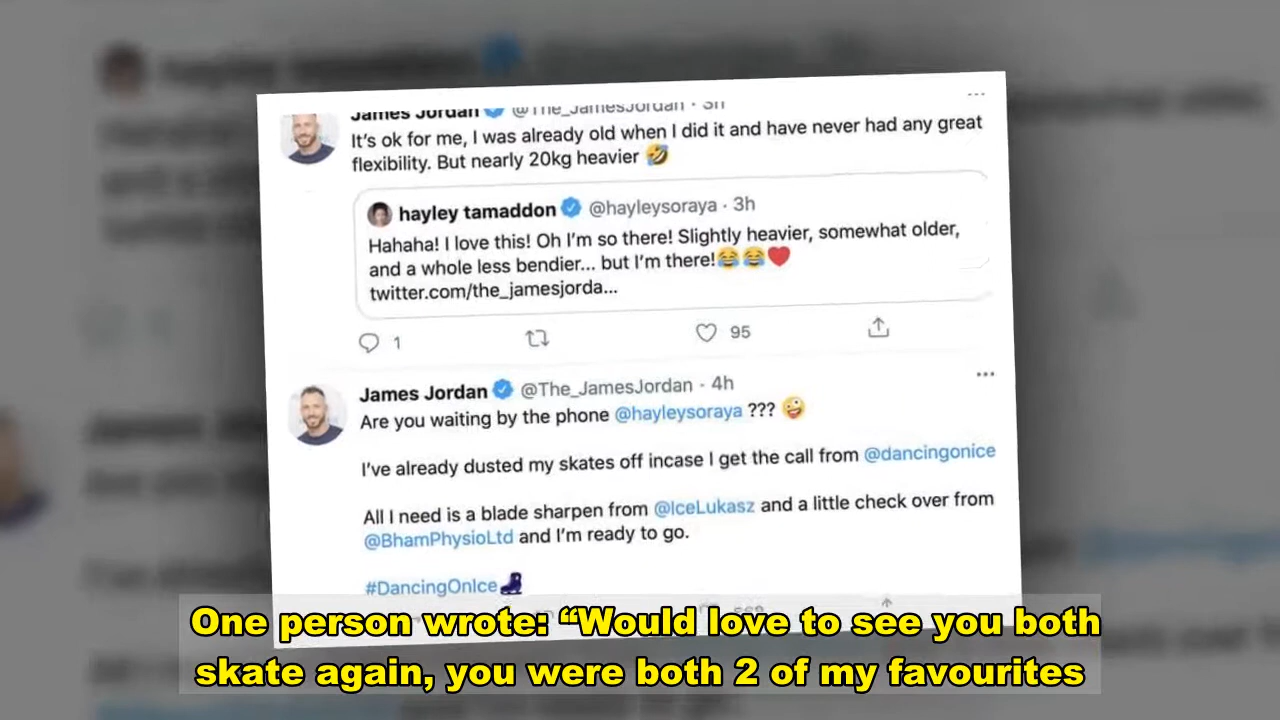 James Jordan @The_JamesJordan · 3h
It's ok for me, I was already old when I did it and have never had any great
flexibility. But nearly 20kg heavier 🤣
hayley tamaddon @hayleysoraya · 3h
Hahaha! I love this! Oh I'm so there! Slightly heavier, somewhat older,
and a whole less bendier... but I'm there!😂😂❤️
twitter.com/the_jamesjorda...
1 95
James Jordan @The_JamesJordan · 4h
Are you waiting by the phone @hayleysoraya ??? 🤪
I've already dusted my skates off incase I get the call from @dancingonice
All I need is a blade sharpen from @IceLukasz and a little check over from
@BhamPhysioLtd and I'm ready to go.
#DancingOnIce
One person wrote: “Would love to see you both
skate again, you were both 2 of my favourites